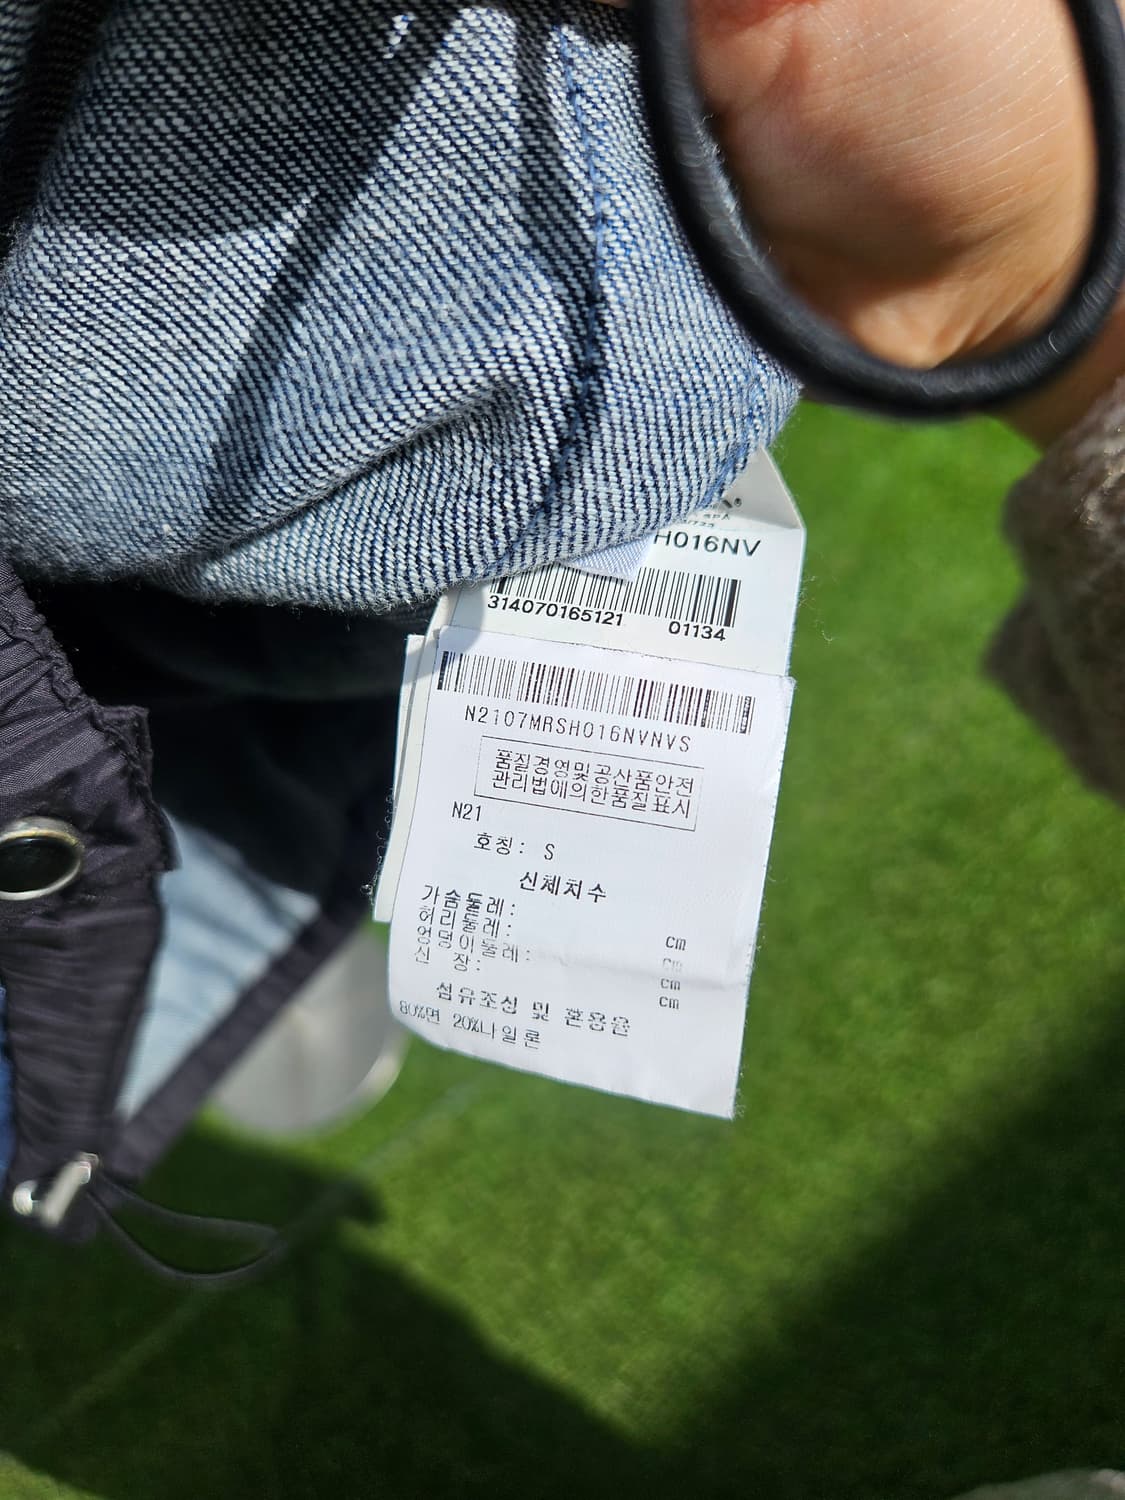 H016NV
314070165121 01134
N2107MRSH016NVNVS
품질경영및공산품안전
관리법에의한품질표시
N21
호칭: S
신체치수
가슴둘레: cm
허리둘레: cm
엉덩이둘레: cm
신 장: cm
섬유조성 및 혼용율
80%면 20%나일론